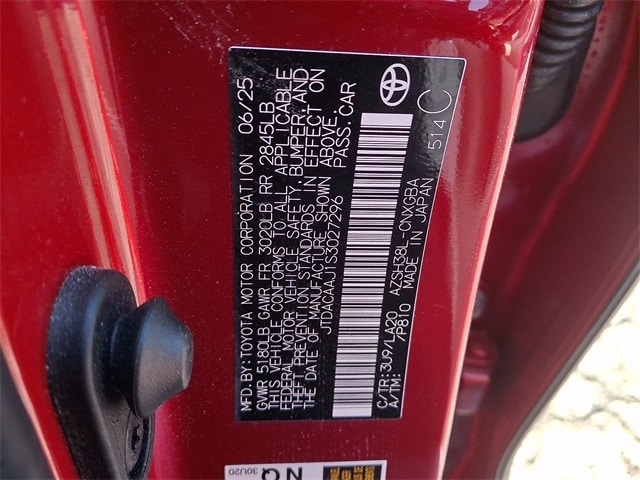 MFD.BY:TOYOTA MOTOR CORPORATION 06/25
GVWR 5180LB GAWR FR 3020LB RR 2845LB
THIS VEHICLE CONFORMS TO ALL APPLICABLE
FEDERAL MOTOR VEHICLE SAFETY, BUMPER, AND
THEFT PREVENTION STANDARDS IN EFFECT ON
THE DATE OF MANUFACTURE SHOWN ABOVE.
JTDACAAJ1S3027296 PASS.CAR
C/TR:3U9/LA20 AZSH38L-CNXGBA
A/TM: /P810 MADE IN JAPAN
514 C
30U20